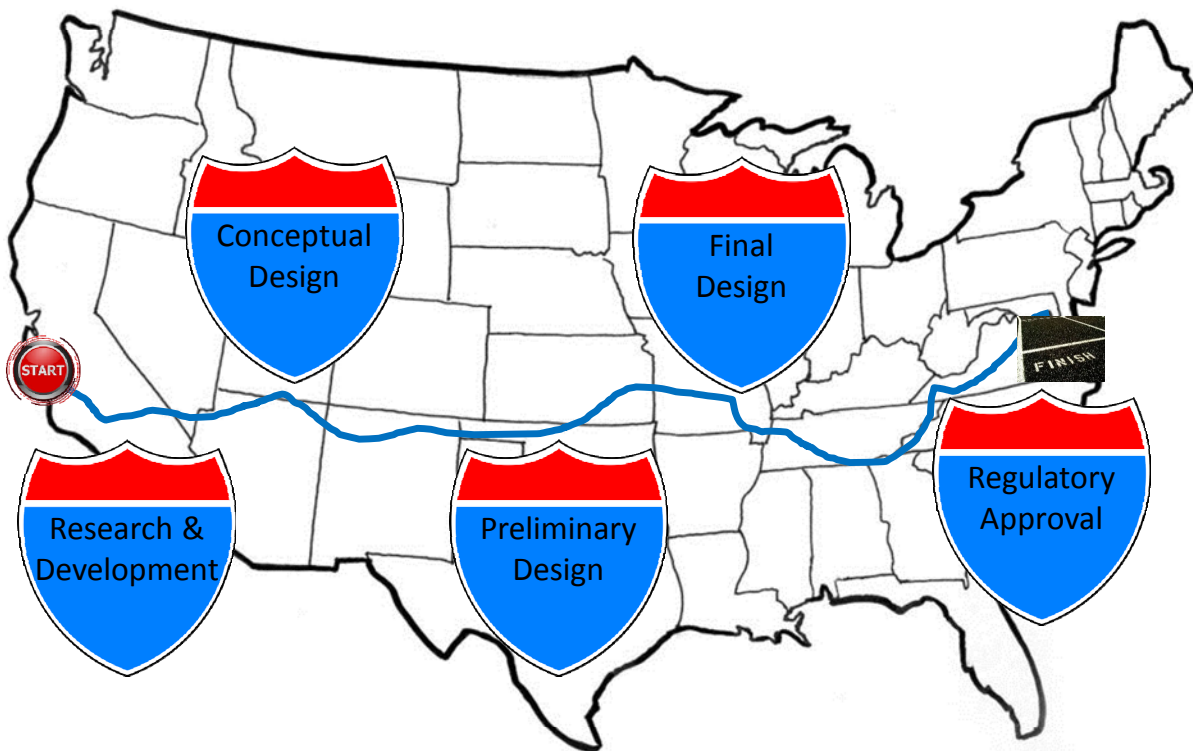 START
Research &
Development
Conceptual
Design
Preliminary
Design
Final
Design
Regulatory
Approval
FINISH